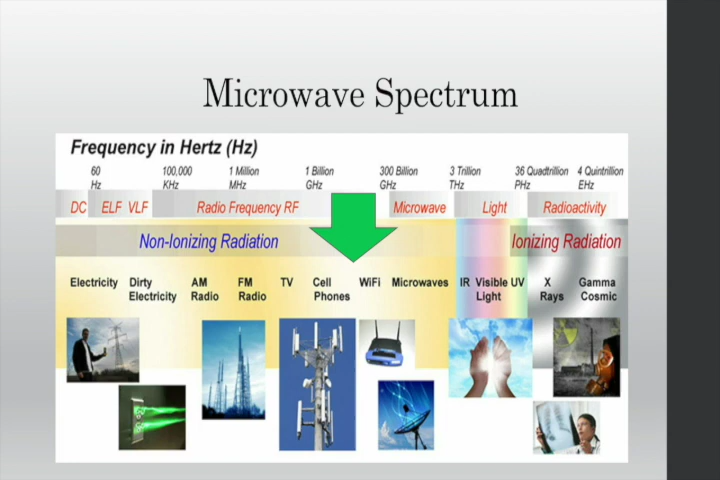 Microwave Spectrum
Frequency in Hertz (Hz)
60 100,000 1 Million 1 Billion 300 Billion 3 Trillion 36 Quadtrillion 4 Quintrillion
Hz KHz MHz GHz GHz THz PHz EHz
DC ELF VLF Radio Frequency RF Microwave Light Radioactivity
Non-Ionizing Radiation Ionizing Radiation
Electricity Dirty AM FM TV Cell WiFi Microwaves IR Visible UV X Gamma
Electricity Radio Radio Phones Light Rays Cosmic